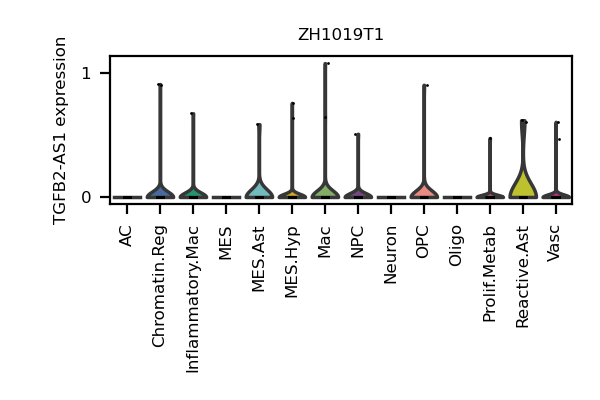 ZH1019T1
TGFB2-AS1 expression
1
0
AC
Chromatin.Reg
Inflammatory.Mac
MES
MES.Ast
MES.Hyp
Mac
NPC
Neuron
OPC
Oligo
Prolif.Metab
Reactive.Ast
Vasc